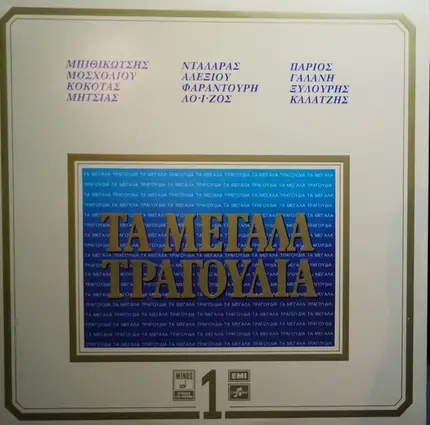 ΜΠΙΘΙΚΩΤΣΗΣ ΝΤΑΛΑΡΑΣ ΠΑΡΙΟΣ
ΜΟΣΧΟΛΙΟΥ ΑΛΕΞΙΟΥ ΓΑΛΑΝΗ
ΚΟΚΟΤΑΣ ΦΑΡΑΝΤΟΥΡΗ ΞΥΛΟΥΡΗΣ
ΜΗΤΣΙΑΣ ΛΟ·Ι·ΖΟΣ ΚΑΛΑΤΖΗΣ
ΤΑ ΜΕΓΑΛΑ
ΤΡΑΓΟΥΔΙΑ
MINOS 1 EMI